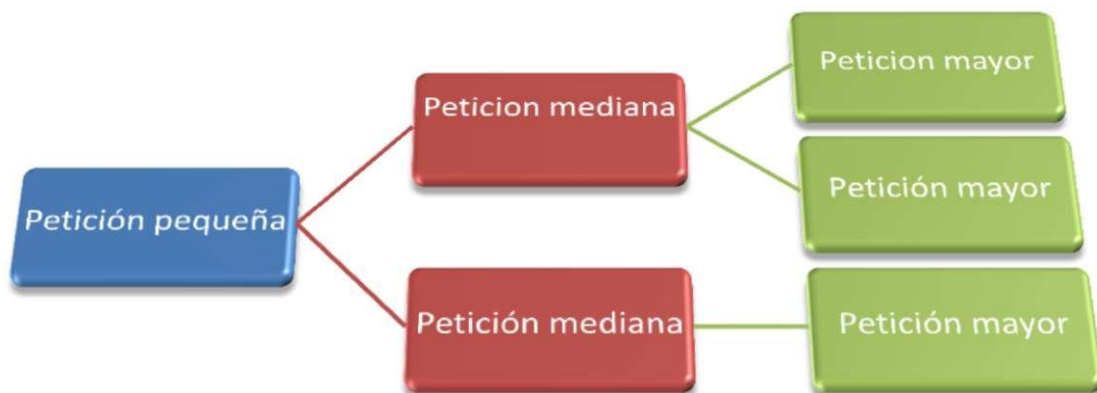 Petición pequeña
Peticion mediana
Petición mediana
Peticion mayor
Petición mayor
Petición mayor